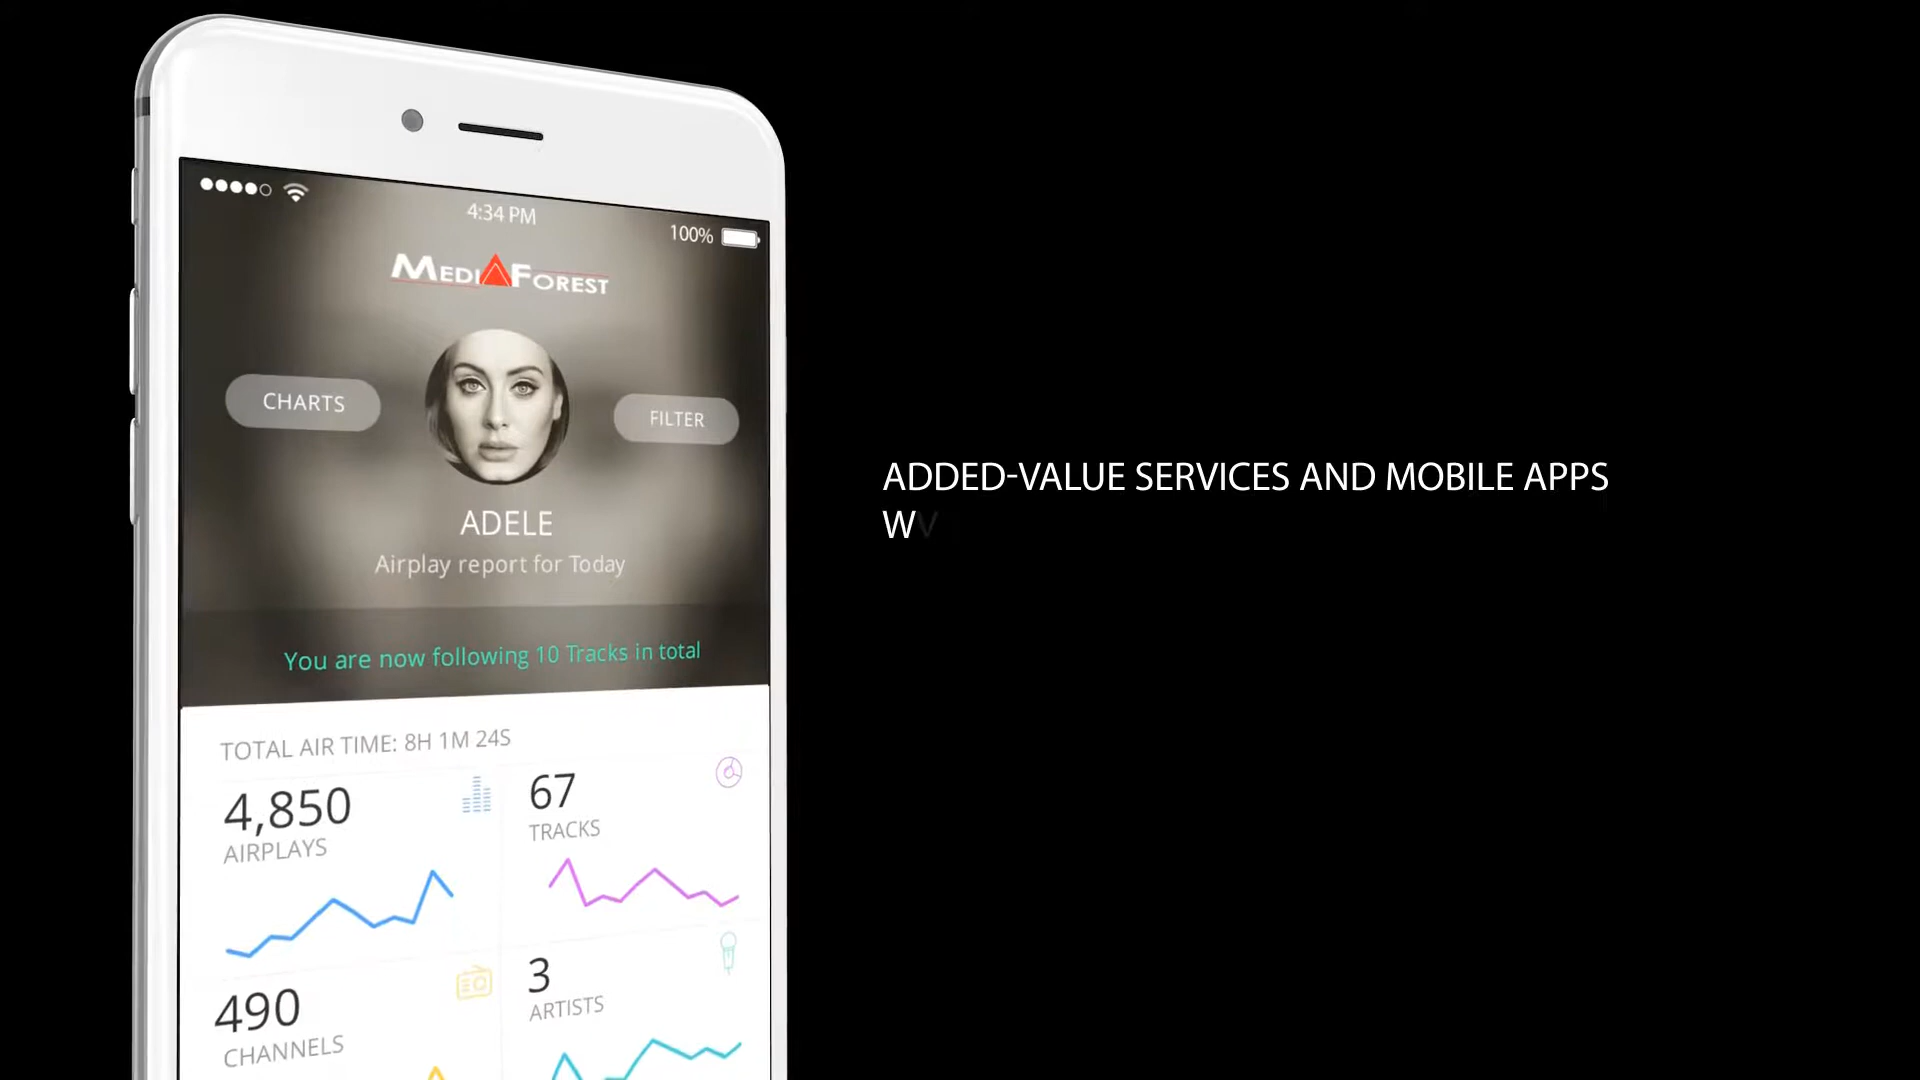 4:34 PM
100%
MEDIAFOREST
CHARTS
FILTER
ADELE
Airplay report for Today
You are now following 10 Tracks in total
TOTAL AIR TIME: 8H 1M 24S
4,850
AIRPLAYS
67
TRACKS
490
CHANNELS
3
ARTISTS
ADDED-VALUE SERVICES AND MOBILE APPS
W